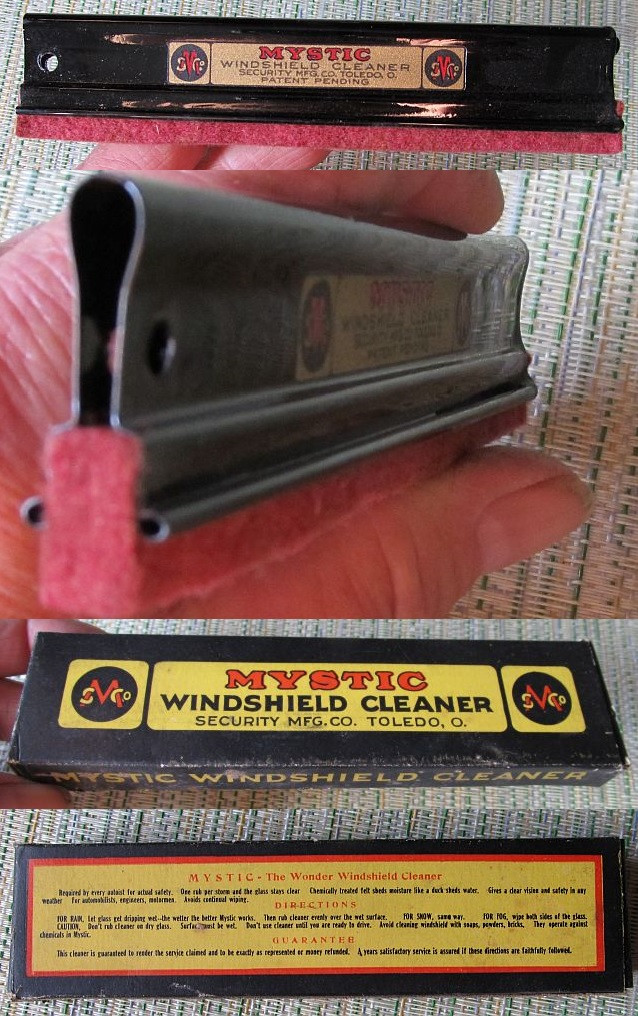 SMCo
MYSTIC
WINDSHIELD CLEANER
SECURITY MFG. CO. TOLEDO, O.
PATENT PENDING
SMCo
SMCo
MYSTIC
WINDSHIELD CLEANER
SECURITY MFG. CO. TOLEDO, O.
SMCo
MYSTIC WINDSHIELD CLEANER
MYSTIC - The Wonder Windshield Cleaner
Required by every autoist for actual safety. One rub per storm and the glass stays clear Chemically treated felt sheds moisture like a duck sheds water. Gives a clear vision and safety in any
weather For automobilists, engineers, motormen. Avoids continual wiping.
DIRECTIONS
FOR RAIN, Let glass get dripping wet—the wetter the better Mystic works. Then rub cleaner evenly over the wet surface. FOR SNOW, same way. FOR FOG, wipe both sides of the glass.
CAUTION, Don't rub cleaner on dry glass. Surface must be wet. Don't use cleaner until you are ready to drive. Avoid cleaning windshield with soaps, powders, bricks, They operate against
chemicals in Mystic.
GUARANTEE
This cleaner is guaranteed to render the service claimed and to be exactly as represented or money refunded. A years satisfactory service is assured if these directions are faithfully followed.